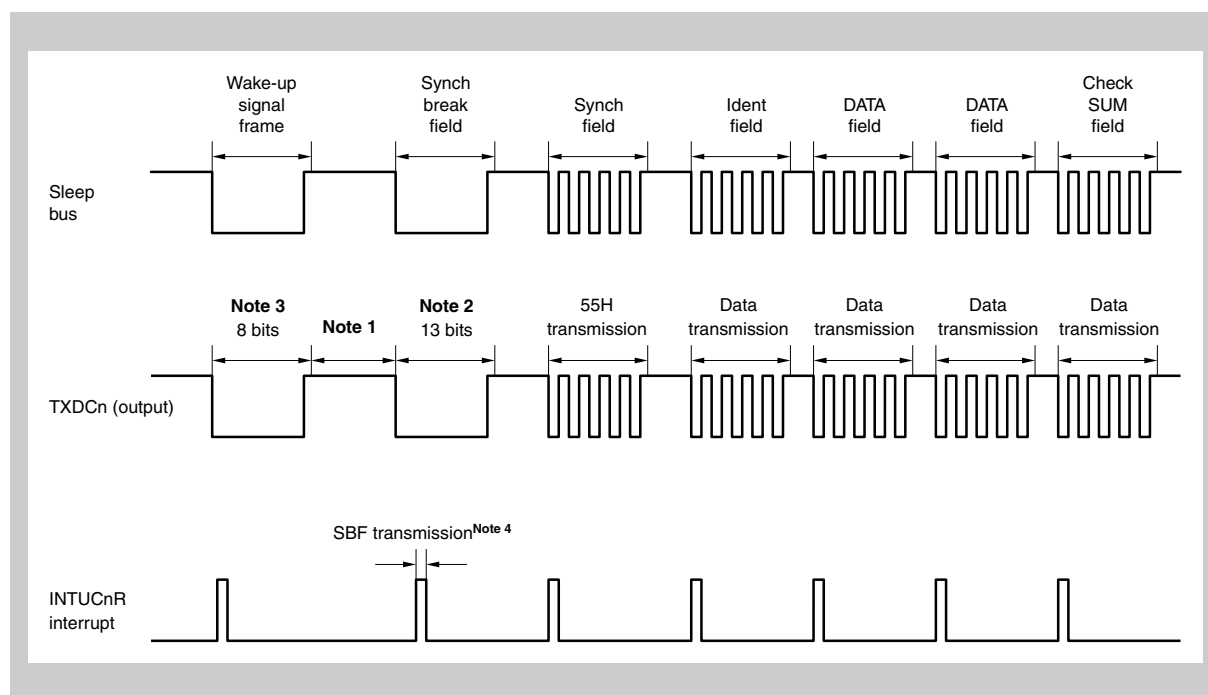 Wake-up
signal
frame
Synch
break
field
Synch
field
Ident
field
DATA
field
DATA
field
Check
SUM
field
Sleep
bus
Note 3
8 bits
Note 1
Note 2
13 bits
55H
transmission
Data
transmission
Data
transmission
Data
transmission
Data
transmission
TXDCn (output)
SBF transmission Note 4
INTUCnR
interrupt